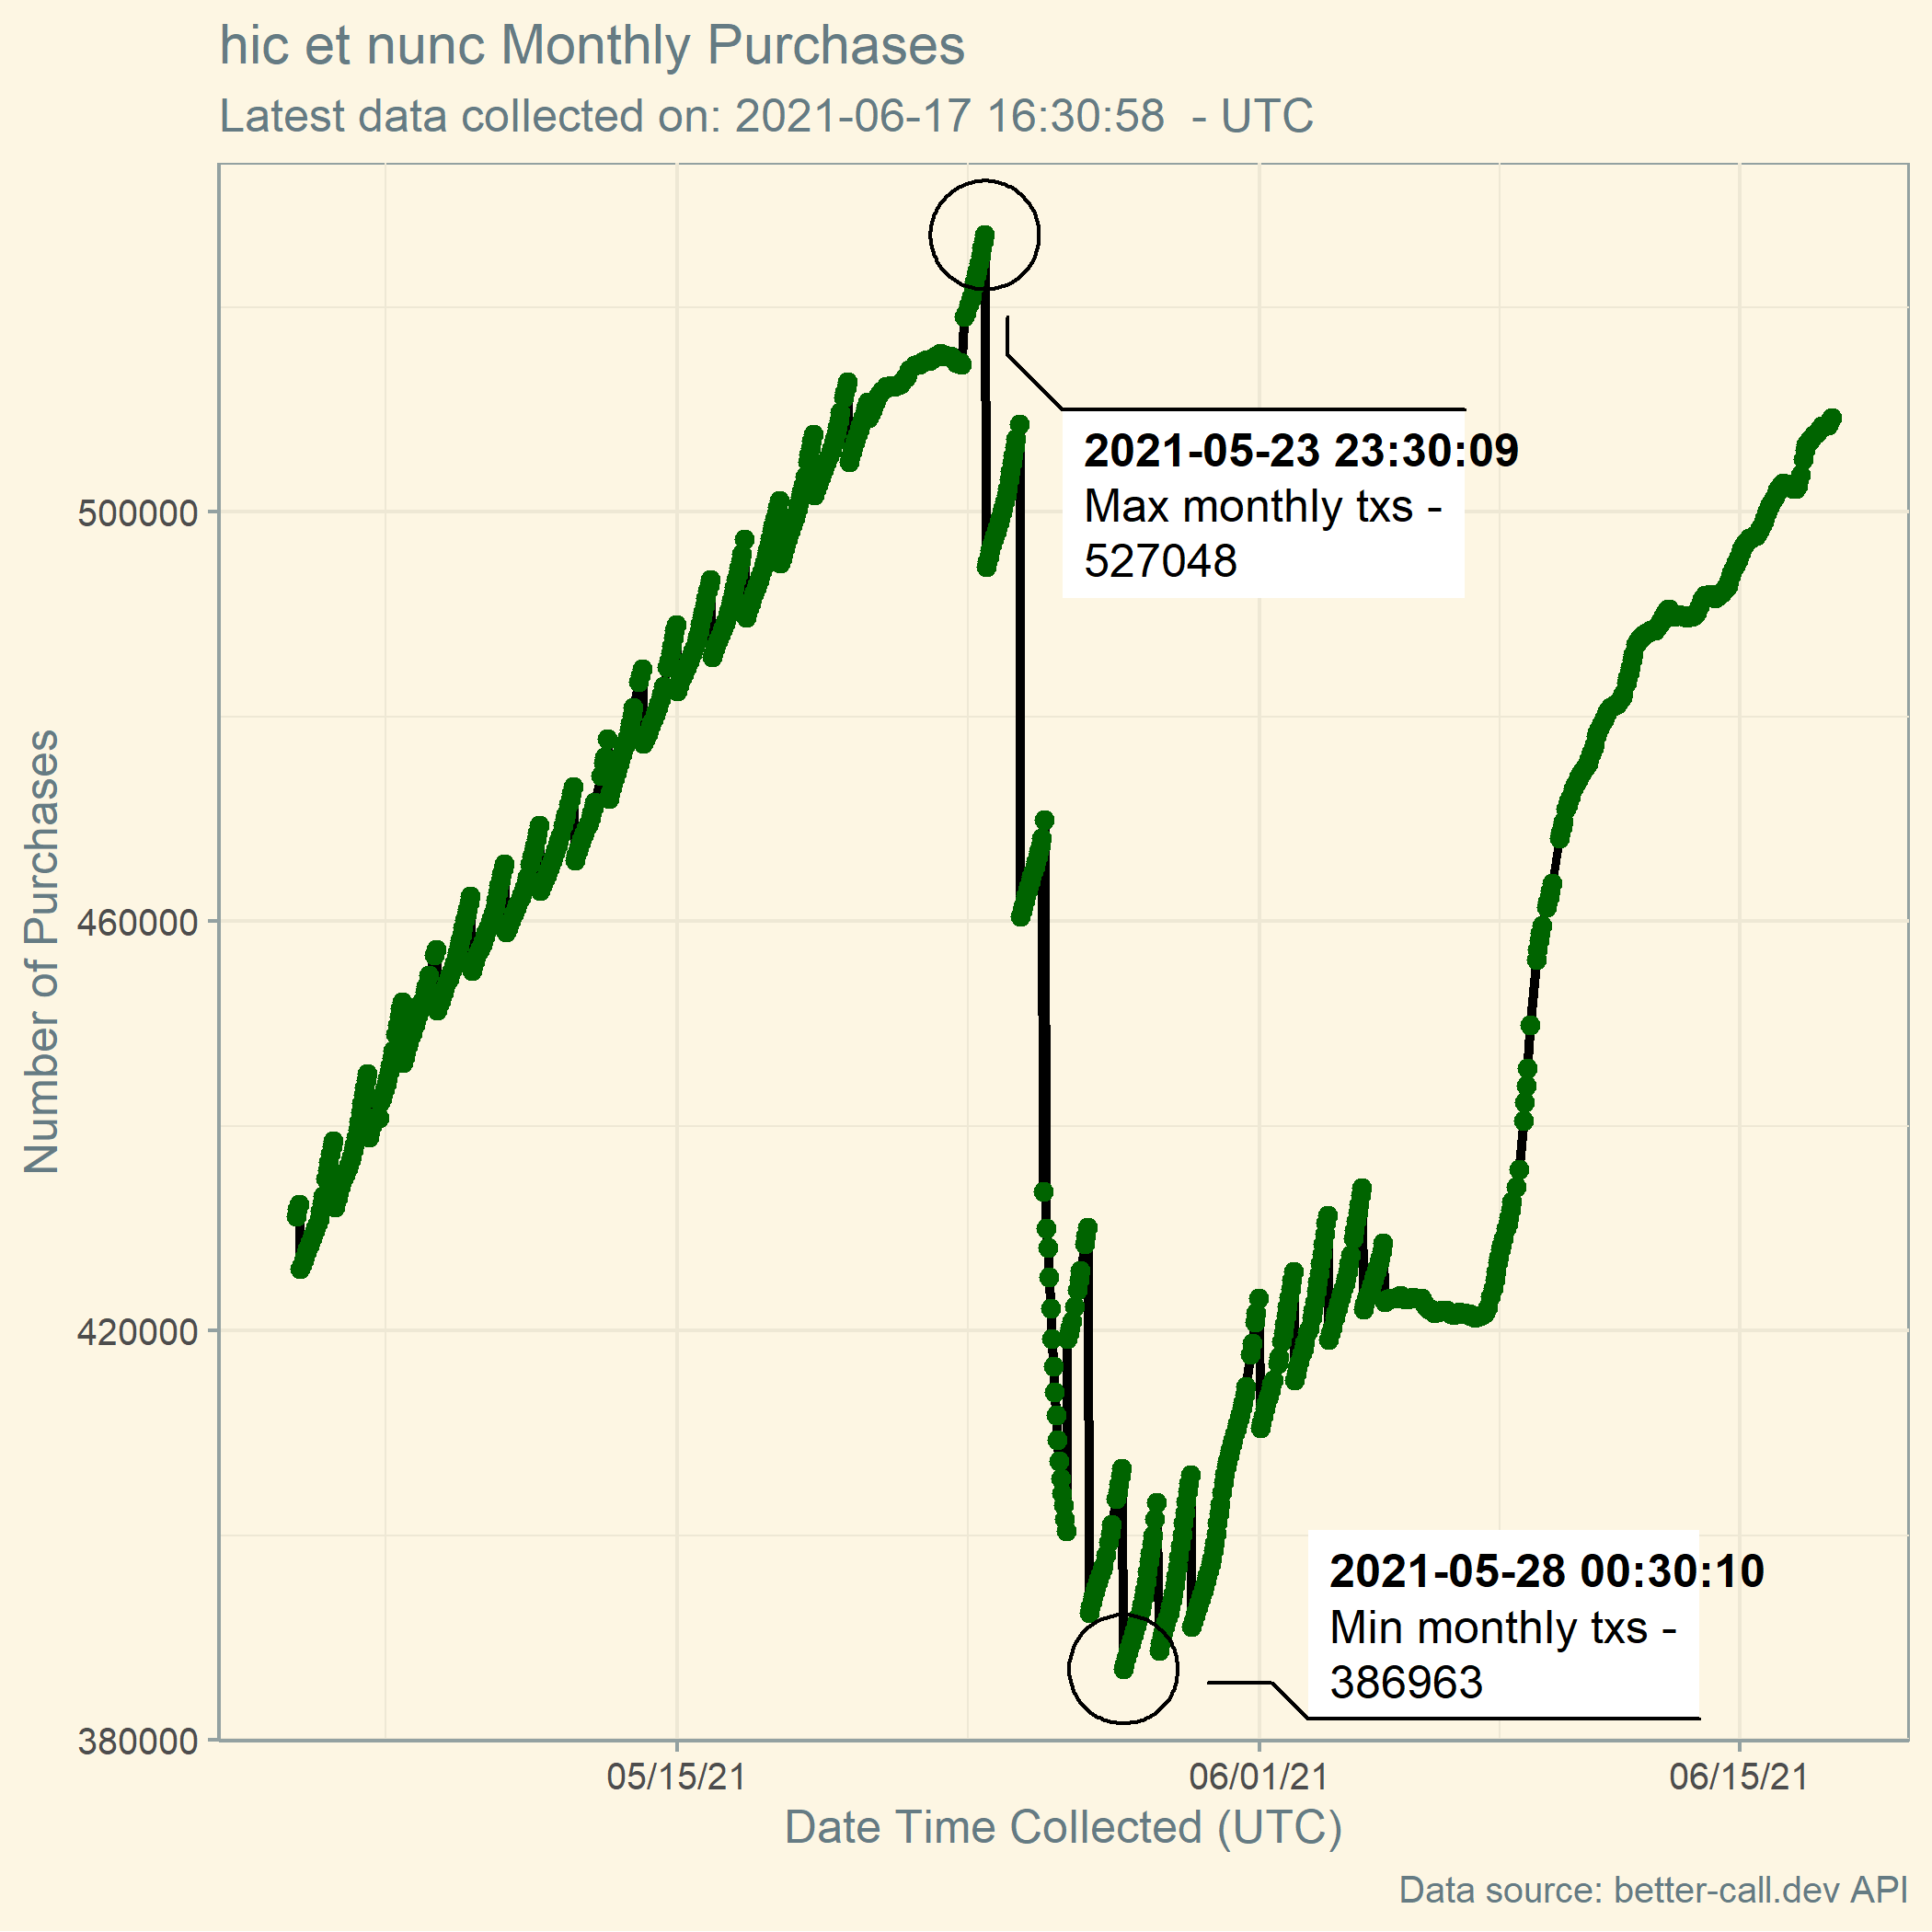 hic et nunc Monthly Purchases
Latest data collected on: 2021-06-17 16:30:58  - UTC
Number of Purchases
500000
460000
420000
380000
2021-05-23 23:30:09
Max monthly txs -
527048
2021-05-28 00:30:10
Min monthly txs -
386963
05/15/21
06/01/21
06/15/21
Date Time Collected (UTC)
Data source: better-call.dev API